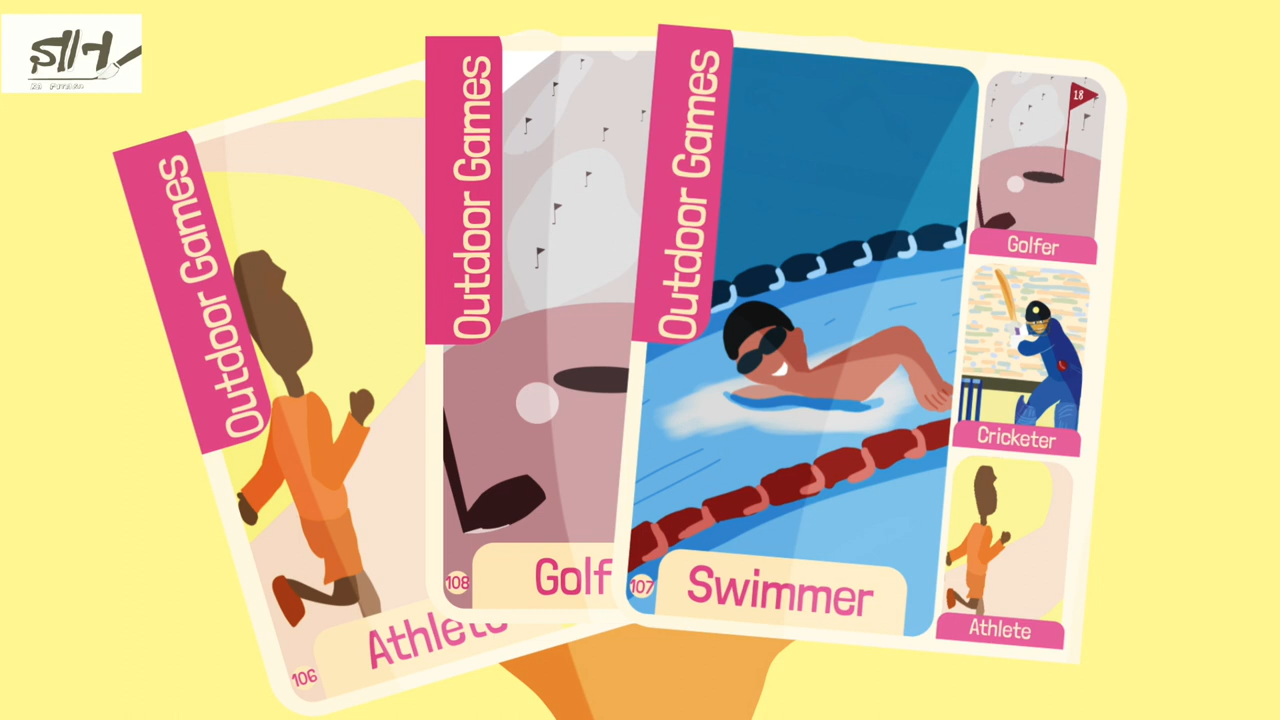 Outdoor Games
106
Athlete
Outdoor Games
108
Golf
Outdoor Games
107
Swimmer
18
Golfer
Cricketer
Athlete